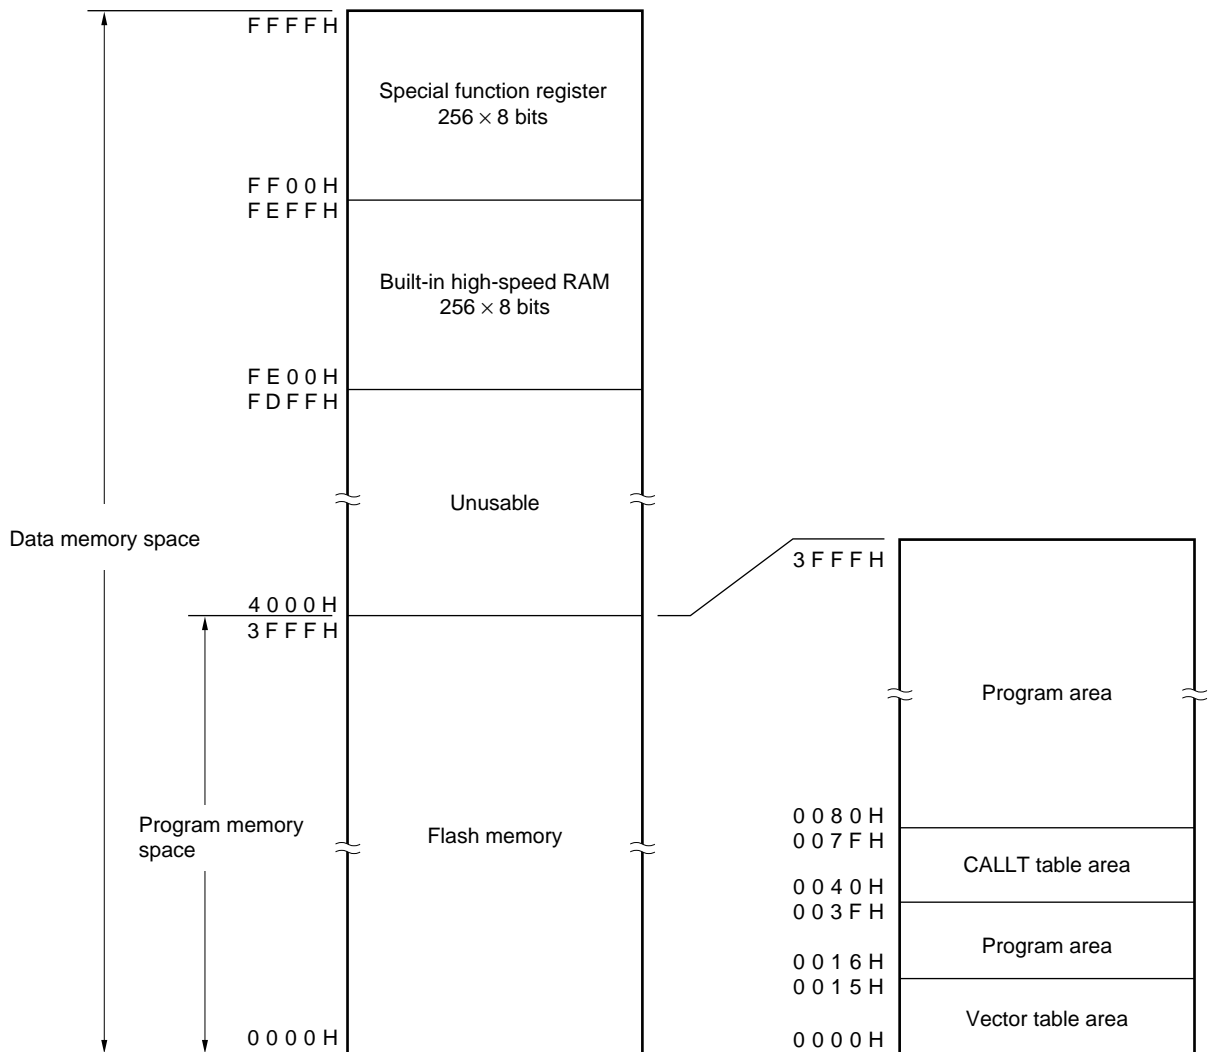 FFFFH
Special function register
256 × 8 bits
FF00H
FEFFH
Built-in high-speed RAM
256 × 8 bits
FE00H
FDFFH
Unusable
Data memory space
4000H
3FFFH
Program memory
space
Flash memory
0000H
3FFFH
Program area
0080H
007FH
CALLT table area
0040H
003FH
Program area
0016H
0015H
Vector table area
0000H